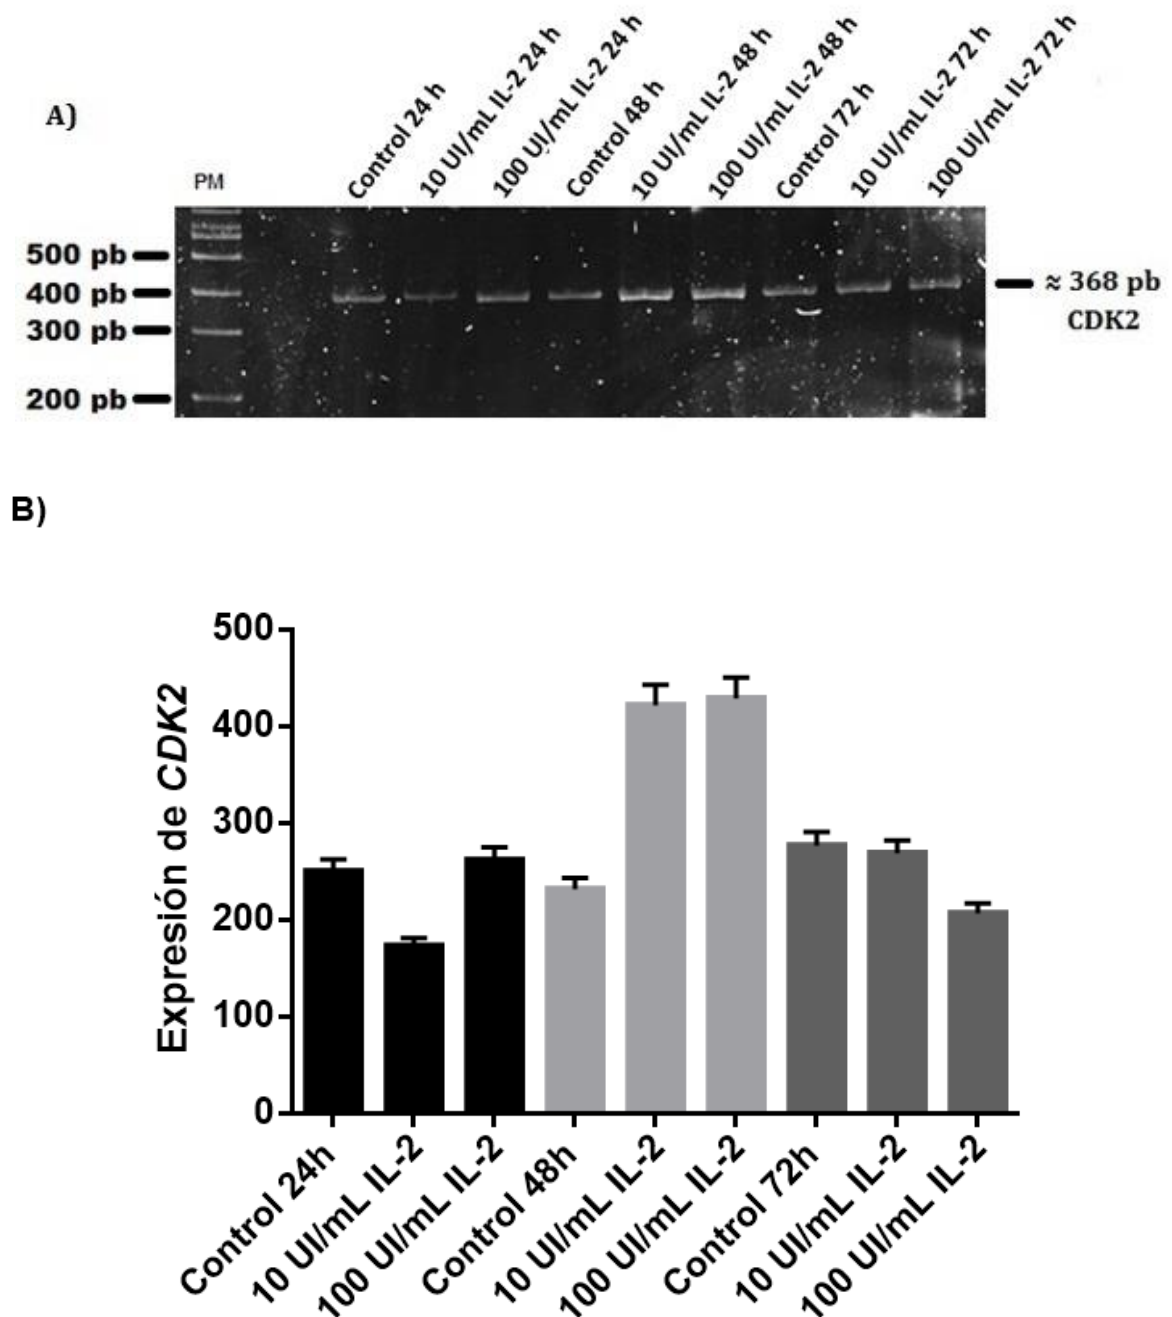 A)
PM
Control 24 h
10 UI/mL IL-2 24 h
100 UI/mL IL-2 24 h
Control 48 h
10 UI/mL IL-2 48 h
100 UI/mL IL-2 48 h
Control 72 h
10 UI/mL IL-2 72 h
100 UI/mL IL-2 72 h
500 pb
400 pb
300 pb
200 pb
≈ 368 pb
CDK2
B)
Expresión de CDK2
500
400
300
200
100
0
Control 24h
10 UI/mL IL-2
100 UI/mL IL-2
Control 48h
10 UI/mL IL-2
100 UI/mL IL-2
Control 72h
10 UI/mL IL-2
100 UI/mL IL-2